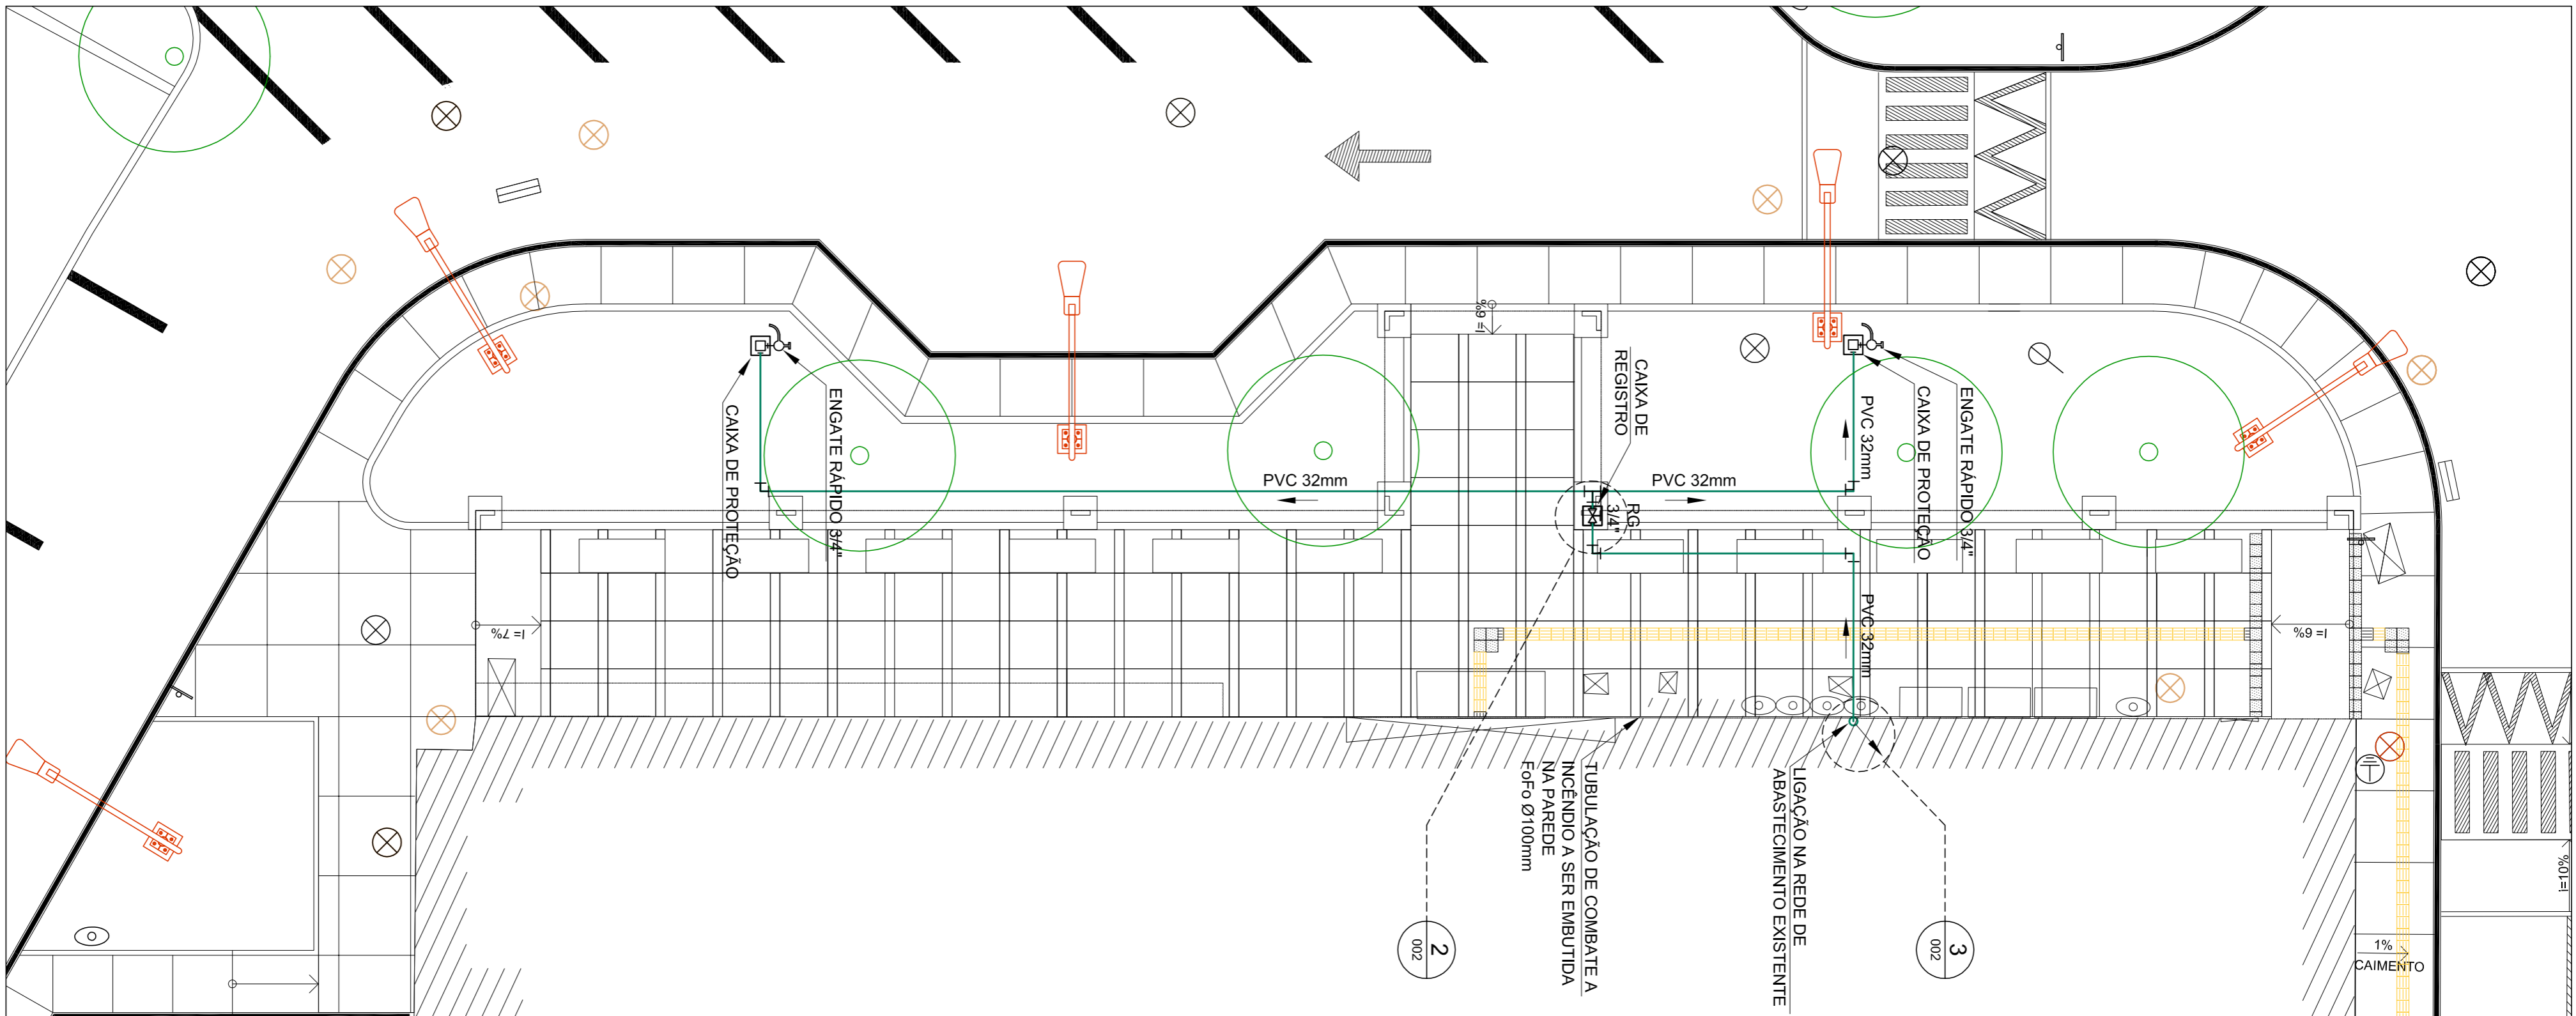 I= 6%
CAIXA DE
REGISTRO
ENGATE RÁPIDO 3/4"
CAIXA DE PROTEÇÃO
ENGATE RÁPIDO 3/4"
CAIXA DE PROTEÇÃO
PVC 32mm
PVC 32mm
PVC 32mm
RG
3/4"
PVC 32mm
I= 7%
I= 6%
TUBULAÇÃO DE COMBATE A
INCÊNDIO A SER EMBUTIDA
NA PAREDE
FoFo Ø100mm
LIGAÇÃO NA REDE DE
ABASTECIMENTO EXISTENTE
2
002
3
002
I=10%
1%
CAIMENTO